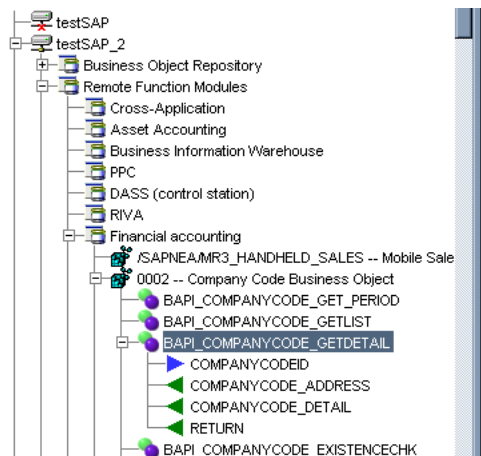 testSAP
testSAP_2
Business Object Repository
Remote Function Modules
Cross-Application
Asset Accounting
Business Information Warehouse
PPC
DASS (control station)
RIVA
Financial accounting
/SAPNEA/MR3_HANDHELD_SALES -- Mobile Sale
0002 -- Company Code Business Object
BAPI_COMPANYCODE_GET_PERIOD
BAPI_COMPANYCODE_GETLIST
BAPI_COMPANYCODE_GETDETAIL
COMPANYCODEID
COMPANYCODE_ADDRESS
COMPANYCODE_DETAIL
RETURN
BAPI_COMPANYCODE_EXISTENCECHK